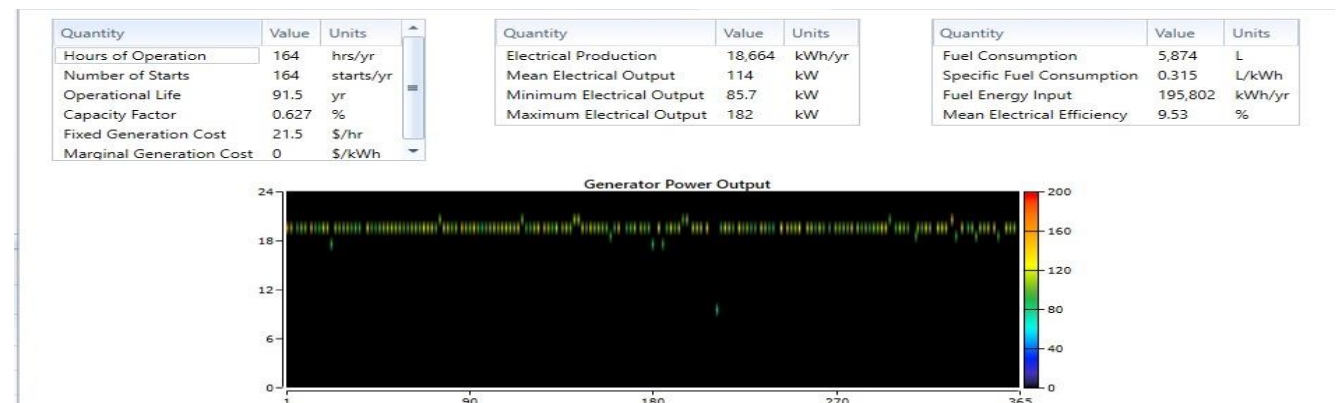 Quantity Value Units
Hours of Operation 164 hrs/yr
Number of Starts 164 starts/yr
Operational Life 91.5 yr
Capacity Factor 0.627 %
Fixed Generation Cost 21.5 $/hr
Marginal Generation Cost 0 $/kWh
Quantity Value Units
Electrical Production 18,664 kWh/yr
Mean Electrical Output 114 kW
Minimum Electrical Output 85.7 kW
Maximum Electrical Output 182 kW
Quantity Value Units
Fuel Consumption 5,874 L
Specific Fuel Consumption 0.315 L/kWh
Fuel Energy Input 195,802 kWh/yr
Mean Electrical Efficiency 9.53 %
Generator Power Output
24
18
12
6
0
1 90 180 270 365
200
160
120
80
40
0